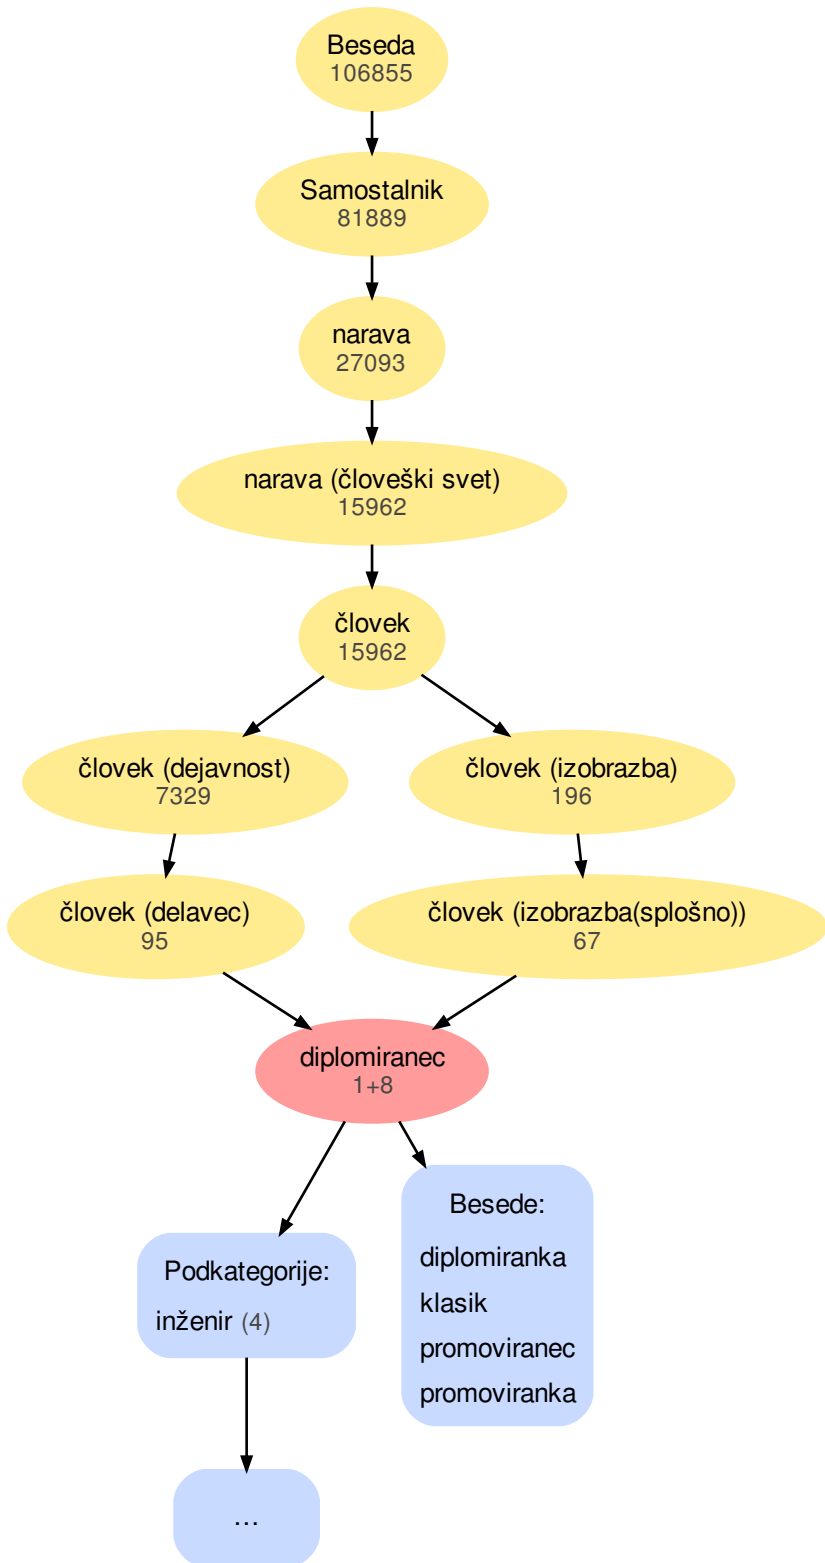 Beseda
106855
Samostalnik
81889
narava
27093
narava (človeški svet)
15962
človek
15962
človek (dejavnost)
7329
človek (izobrazba)
196
človek (delavec)
95
človek (izobrazba(splošno))
67
diplomiranec
1+8
Podkategorije:
inženir (4)
Besede:
diplomiranka
klasik
promoviranec
promoviranka
...